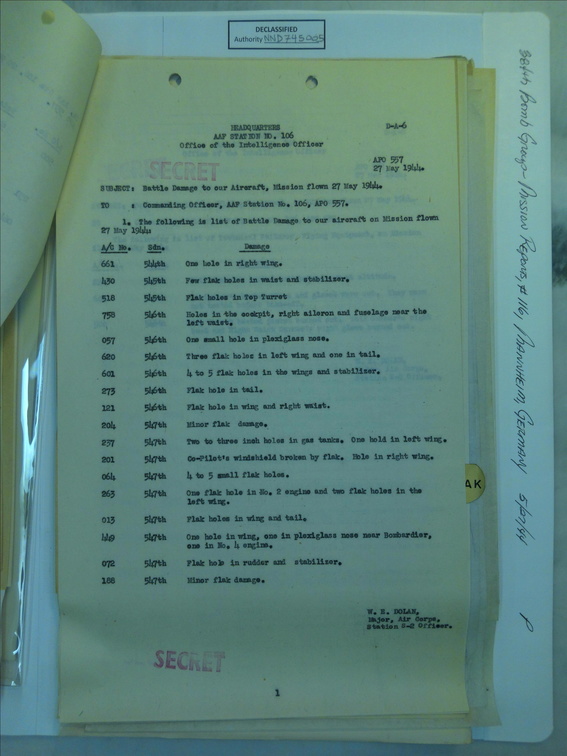 DECLASSIFIED
Authority NND 745005
HEADQUARTERS D-A-6
AAF STATION NO. 106
Office of the Intelligence Officer
APO 557
27 May 1944.
SECRET
SUBJECT: Battle Damage to our Aircraft, Mission flown 27 May 1944.
TO : Commanding Officer, AAF Station No. 106, APO 557.
1. The following is list of Battle Damage to our aircraft on Mission flown
27 May 1944:
A/C No. Sdn. Damage
661 544th One hole in right wing.
430 545th Few flak holes in waist and stabilizer.
518 545th Flak holes in Top Turret
758 546th Holes in the cockpit, right aileron and fuselage near the
left waist.
057 546th One small hole in plexiglass nose.
620 546th Three flak holes in left wing and one in tail.
601 546th 4 to 5 flak holes in the wings and stabilizer.
273 546th Flak hole in tail.
121 546th Flak hole in wing and right waist.
204 547th Minor flak damage.
237 547th Two to three inch holes in gas tanks. One hold in left wing.
201 547th Co-Pilot's windshield broken by flak. Hole in right wing.
064 547th 4 to 5 small flak holes.
263 547th One flak hole in No. 2 engine and two flak holes in the
left wing.
013 547th Flak holes in wing and tail.
449 547th One hole in wing, one in plexiglass nose near Bombardier,
one in No. 4 engine.
072 547th Flak hole in rudder and stabilizer.
188 547th Minor flak damage.
W. E. DOLAN,
Major, Air Corps,
Station S-2 Officer.
SECRET
1
AK
384th Bomb Group - Mission Reports, #116, Mannheim, Germany 5/27/44
P